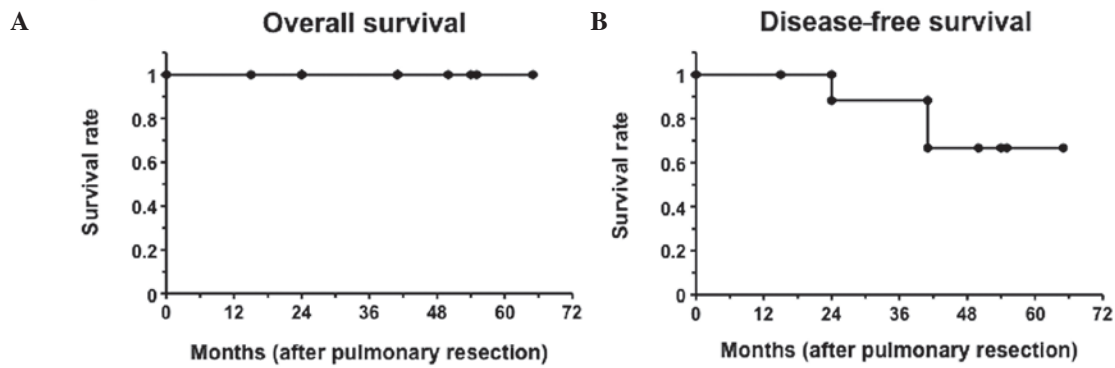 A
Overall survival
Survival rate
1
0.8
0.6
0.4
0.2
0
0 12 24 36 48 60 72
Months (after pulmonary resection)
B
Disease-free survival
Survival rate
1
0.8
0.6
0.4
0.2
0
0 12 24 36 48 60 72
Months (after pulmonary resection)